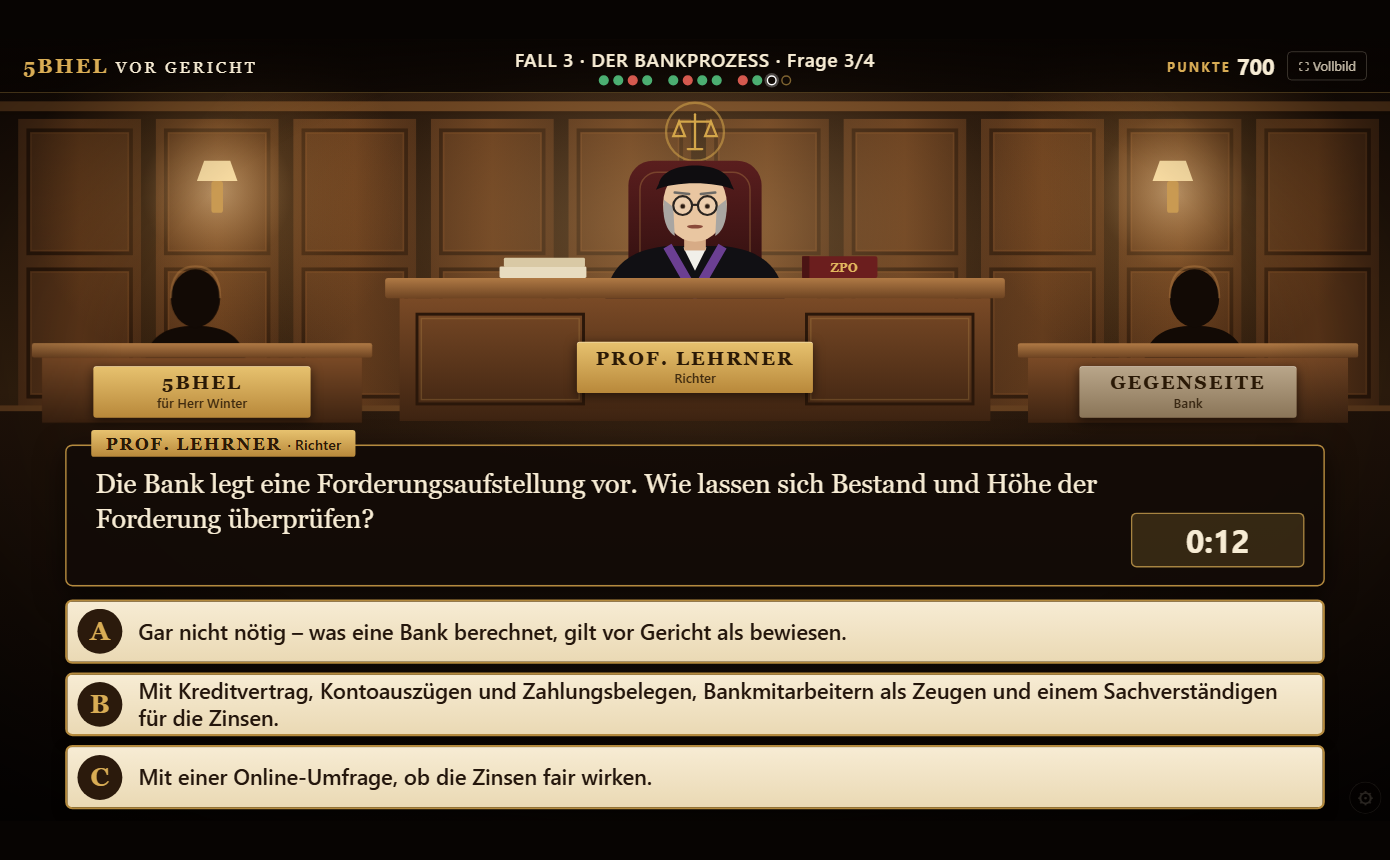 5BHEL VOR GERICHT
FALL 3 · DER BANKPROZESS · Frage 3/4
PUNKTE 700
Vollbild
ZPO
5BHEL
für Herr Winter
PROF. LEHRNER
Richter
GEGENSEITE
Bank
PROF. LEHRNER · Richter
Die Bank legt eine Forderungsaufstellung vor. Wie lassen sich Bestand und Höhe der
Forderung überprüfen?
0:12
A Gar nicht nötig – was eine Bank berechnet, gilt vor Gericht als bewiesen.
B Mit Kreditvertrag, Kontoauszügen und Zahlungsbelegen, Bankmitarbeitern als Zeugen und einem Sachverständigen
für die Zinsen.
C Mit einer Online-Umfrage, ob die Zinsen fair wirken.